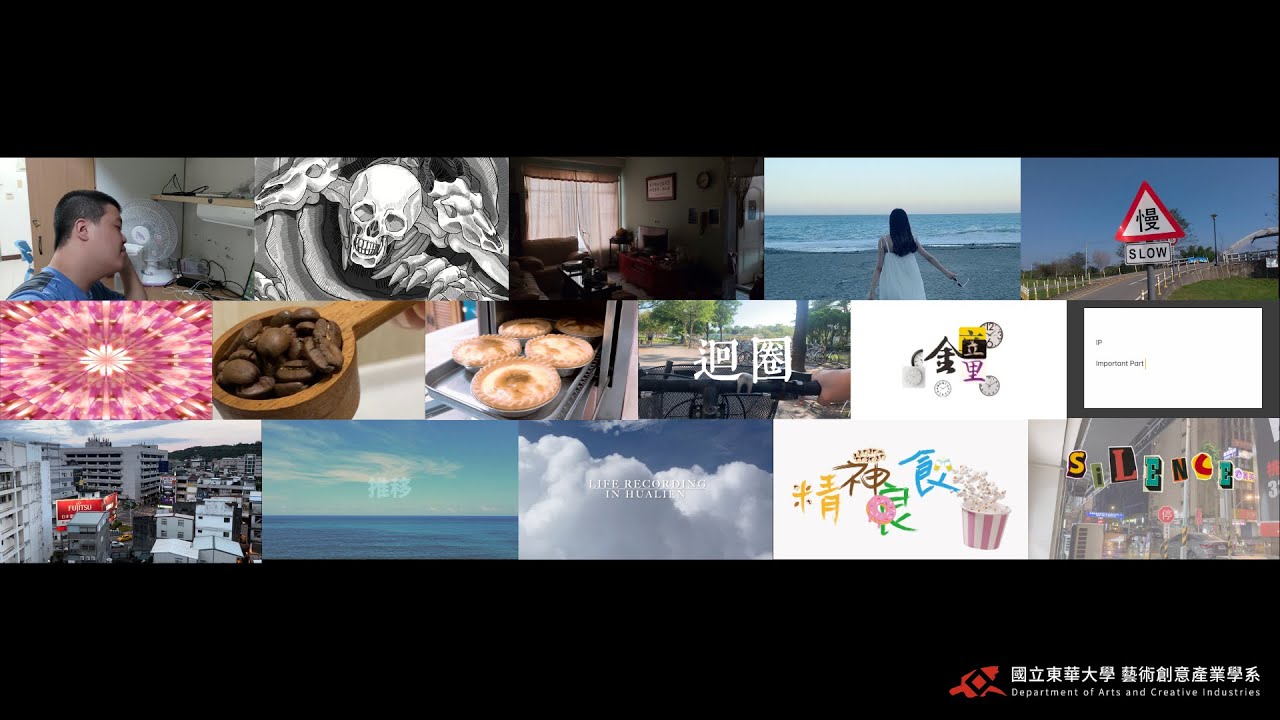 慢
SLOW
迴圈
鐘
IP
Important Part
FUJITSU
推移
LIFE RECORDING
IN HUALIEN
精神食糧
SILENCE
停
國立東華大學 藝術創意產業學系
Department of Arts and Creative Industries